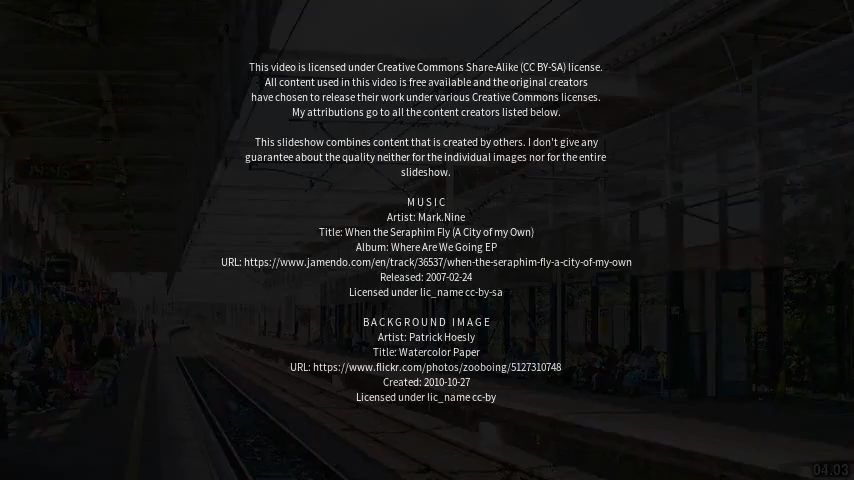 This video is licensed under Creative Commons Share-Alike (CC BY-SA) license.
All content used in this video is free available and the original creators
have chosen to release their work under various Creative Commons licenses.
My attributions go to all the content creators listed below.
This slideshow combines content that is created by others. I don't give any
guarantee about the quality neither for the individual images nor for the entire
slideshow.
MUSIC
Artist: Mark.Nine
Title: When the Seraphim Fly (A City of my Own)
Album: Where Are We Going EP
URL: https://www.jamendo.com/en/track/36537/when-the-seraphim-fly-a-city-of-my-own
Released: 2007-02-24
Licensed under lic_name cc-by-sa
BACKGROUND IMAGE
Artist: Patrick Hoesly
Title: Watercolor Paper
URL: https://www.flickr.com/photos/zooboing/5127310748
Created: 2010-10-27
Licensed under lic_name cc-by
04.03